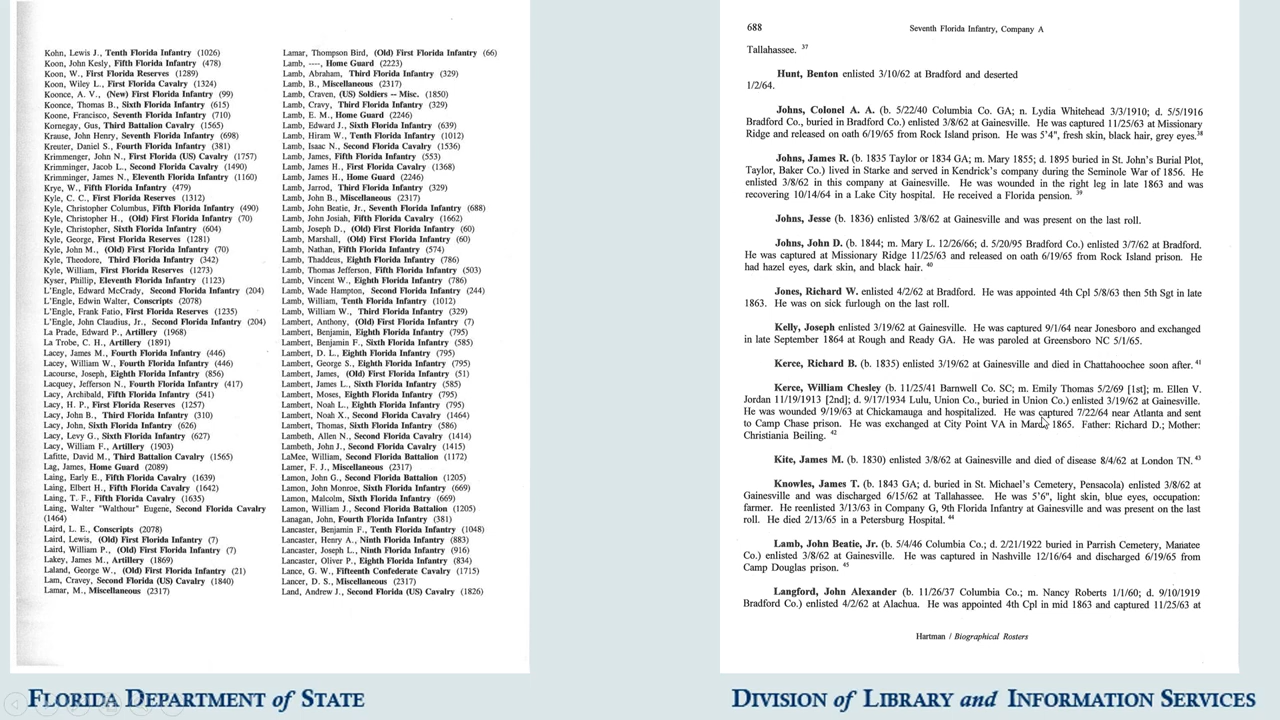 Kohn, Lewis J., Tenth Florida Infantry (1026)
Koon, John Kesly, Fifth Florida Infantry (478)
Koon, W., First Florida Reserves (1289)
Koon, Wiley L., First Florida Cavalry (1324)
Koonce, A. V., (New) First Florida Infantry (99)
Koonce, Thomas B., Sixth Florida Infantry (615)
Koone, Francisco, Seventh Florida Infantry (710)
Kornegay, Gus, Third Battalion Cavalry (1565)
Krause, John Henry, Seventh Florida Infantry (698)
Kreuter, Daniel S., Fourth Florida Infantry (381)
Krimmenger, John N., First Florida (US) Cavalry (1757)
Krimminger, Jacob L., Second Florida Cavalry (1490)
Krimminger, James N., Eleventh Florida Infantry (1160)
Krye, W., Fifth Florida Infantry (479)
Kyle, C. C., First Florida Reserves (1312)
Kyle, Christopher Columbus, Fifth Florida Infantry (490)
Kyle, Christopher H., (Old) First Florida Infantry (70)
Kyle, Christopher, Sixth Florida Infantry (604)
Kyle, George, First Florida Reserves (1281)
Kyle, John M., (Old) First Florida Infantry (70)
Kyle, Theodore, Third Florida Infantry (342)
Kyle, William, First Florida Reserves (1273)
Kyser, Phillip, Eleventh Florida Infantry (1123)
L'Engle, Edward McCrady, Second Florida Infantry (204)
L'Engle, Edwin Walter, Conscripts (2078)
L'Engle, Frank Fatio, First Florida Reserves (1235)
L'Engle, John Claudius, Jr., Second Florida Infantry (204)
La Prade, Edward P., Artillery (1968)
La Trobe, C. H., Artillery (1891)
Lacey, James M., Fourth Florida Infantry (446)
Lacey, William W., Fourth Florida Infantry (446)
Lacourse, Joseph, Eighth Florida Infantry (856)
Lacquey, Jefferson N., Fourth Florida Infantry (417)
Lacy, Archibald, Fifth Florida Infantry (541)
Lacy, H. P., First Florida Reserves (1257)
Lacy, John B., Third Florida Infantry (310)
Lacy, John, Sixth Florida Infantry (626)
Lacy, Levy G., Sixth Florida Infantry (627)
Lacy, William F., Artillery (1903)
Lafitte, David M., Third Battalion Cavalry (1565)
Lag, James, Home Guard (2089)
Laing, Early E., Fifth Florida Cavalry (1639)
Laing, Elbert H., Fifth Florida Cavalry (1642)
Laing, T. F., Fifth Florida Cavalry (1635)
Laing, Walter "Walthour" Eugene, Second Florida Cavalry
(1464)
Laird, L. E., Conscripts (2078)
Laird, Lewis, (Old) First Florida Infantry (7)
Laird, William P., (Old) First Florida Infantry (7)
Lakey, James M., Artillery (1869)
Laland, George W., (Old) First Florida Infantry (21)
Lam, Cravey, Second Florida (US) Cavalry (1840)
Lamar, M., Miscellaneous (2317)
Lamar, Thompson Bird, (Old) First Florida Infantry (66)
Lamb, ----, Home Guard (2223)
Lamb, Abraham, Third Florida Infantry (329)
Lamb, B., Miscellaneous (2317)
Lamb, Craven, (US) Soldiers -- Misc. (1850)
Lamb, Cravy, Third Florida Infantry (329)
Lamb, E. M., Home Guard (2246)
Lamb, Edward J., Sixth Florida Infantry (639)
Lamb, Hiram W., Tenth Florida Infantry (1012)
Lamb, Isaac N., Second Florida Cavalry (1536)
Lamb, James, Fifth Florida Infantry (553)
Lamb, James H., First Florida Cavalry (1368)
Lamb, James H., Home Guard (2246)
Lamb, Jarrod, Third Florida Infantry (329)
Lamb, John B., Miscellaneous (2317)
Lamb, John Beatie, Jr., Seventh Florida Infantry (688)
Lamb, John Josiah, Fifth Florida Cavalry (1662)
Lamb, Joseph D., (Old) First Florida Infantry (60)
Lamb, Marshall, (Old) First Florida Infantry (60)
Lamb, Nathan, Fifth Florida Infantry (574)
Lamb, Thaddeus, Eighth Florida Infantry (786)
Lamb, Thomas Jefferson, Fifth Florida Infantry (503)
Lamb, Vincent W., Eighth Florida Infantry (786)
Lamb, Wade Hampton, Second Florida Infantry (244)
Lamb, William, Tenth Florida Infantry (1012)
Lamb, William W., Third Florida Infantry (329)
Lambert, Anthony, (Old) First Florida Infantry (7)
Lambert, Benjamin, Eighth Florida Infantry (795)
Lambert, Benjamin F., Sixth Florida Infantry (585)
Lambert, D. L., Eighth Florida Infantry (795)
Lambert, George S., Eighth Florida Infantry (795)
Lambert, James, (Old) First Florida Infantry (51)
Lambert, James L., Sixth Florida Infantry (585)
Lambert, Moses, Eighth Florida Infantry (795)
Lambert, Noah L., Eighth Florida Infantry (795)
Lambert, Noah X., Second Florida Cavalry (1464)
Lambert, Thomas, Sixth Florida Infantry (586)
Lambeth, Allen N., Second Florida Cavalry (1414)
Lambeth, John J., Second Florida Cavalry (1415)
LaMee, William, Second Florida Battalion (1172)
Lamer, F. J., Miscellaneous (2317)
Lamon, John G., Second Florida Battalion (1205)
Lamon, John Monroe, Sixth Florida Infantry (669)
Lamon, Malcolm, Sixth Florida Infantry (669)
Lamon, William J., Second Florida Battalion (1205)
Lanagan, John, Fourth Florida Infantry (381)
Lancaster, Benjamin F., Tenth Florida Infantry (1048)
Lancaster, Henry A., Ninth Florida Infantry (883)
Lancaster, Joseph L., Ninth Florida Infantry (916)
Lancaster, Oliver P., Eighth Florida Infantry (834)
Lance, G. W., Fifteenth Confederate Cavalry (1715)
Lancer, D. S., Miscellaneous (2317)
Land, Andrew J., Second Florida (US) Cavalry (1826)
688 Seventh Florida Infantry, Company A
Tallahassee. 37
Hunt, Benton enlisted 3/10/62 at Bradford and deserted
1/2/64.
Johns, Colonel A. A. (b. 5/22/40 Columbia Co. GA; n. Lydia Whitehead 3/3/1910; d. 5/5/1916
Bradford Co., buried in Bradford Co.) enlisted 3/8/62 at Gainesville. He was captured 11/25/63 at Missionary
Ridge and released on oath 6/19/65 from Rock Island prison. He was 5'4", fresh skin, black hair, grey eyes. 38
Johns, James R. (b. 1835 Taylor or 1834 GA; m. Mary 1855; d. 1895 buried in St. John's Burial Plot,
Taylor, Baker Co.) lived in Starke and served in Kendrick's company during the Seminole War of 1856. He
enlisted 3/8/62 in this company at Gainesville. He was wounded in the right leg in late 1863 and was
recovering 10/14/64 in a Lake City hospital. He received a Florida pension. 39
Johns, Jesse (b. 1836) enlisted 3/8/62 at Gainesville and was present on the last roll.
Johns, John D. (b. 1844; m. Mary L. 12/26/66; d. 5/20/95 Bradford Co.) enlisted 3/7/62 at Bradford.
He was captured at Missionary Ridge 11/25/63 and released on oath 6/19/65 from Rock Island prison. He
had hazel eyes, dark skin, and black hair. 40
Jones, Richard W. enlisted 4/2/62 at Bradford. He was appointed 4th Cpl 5/8/63 then 5th Sgt in late
1863. He was on sick furlough on the last roll.
Kelly, Joseph enlisted 3/19/62 at Gainesville. He was captured 9/1/64 near Jonesboro and exchanged
in late September 1864 at Rough and Ready GA. He was paroled at Greensboro NC 5/1/65.
Kerce, Richard B. (b. 1835) enlisted 3/19/62 at Gainesville and died in Chattahoochee soon after. 41
Kerce, William Chesley (b. 11/25/41 Barnwell Co. SC; m. Emily Thomas 5/2/69 [1st]; m. Ellen V.
Jordan 11/19/1913 [2nd]; d. 9/17/1934 Lulu, Union Co., buried in Union Co.) enlisted 3/19/62 at Gainesville.
He was wounded 9/19/63 at Chickamauga and hospitalized. He was captured 7/22/64 near Atlanta and sent
to Camp Chase prison. He was exchanged at City Point VA in March 1865. Father: Richard D.; Mother:
Christiania Beiling. 42
Kite, James M. (b. 1830) enlisted 3/8/62 at Gainesville and died of disease 8/4/62 at London TN. 43
Knowles, James T. (b. 1843 GA; d. buried in St. Michael's Cemetery, Pensacola) enlisted 3/8/62 at
Gainesville and was discharged 6/15/62 at Tallahassee. He was 5'6", light skin, blue eyes, occupation:
farmer. He reenlisted 3/13/63 in Company G, 9th Florida Infantry at Gainesville and was present on the last
roll. He died 2/13/65 in a Petersburg Hospital. 44
Lamb, John Beatie, Jr. (b. 5/4/46 Columbia Co.; d. 2/21/1922 buried in Parrish Cemetery, Manatee
Co.) enlisted 3/8/62 at Gainesville. He was captured in Nashville 12/16/64 and discharged 6/19/65 from
Camp Douglas prison. 45
Langford, John Alexander (b. 11/26/37 Columbia Co.; m. Nancy Roberts 1/1/60; d. 9/10/1919
Bradford Co.) enlisted 4/2/62 at Alachua. He was appointed 4th Cpl in mid 1863 and captured 11/25/63 at
Hartman / Biographical Rosters
FLORIDA DEPARTMENT of STATE
DIVISION of LIBRARY and INFORMATION SERVICES